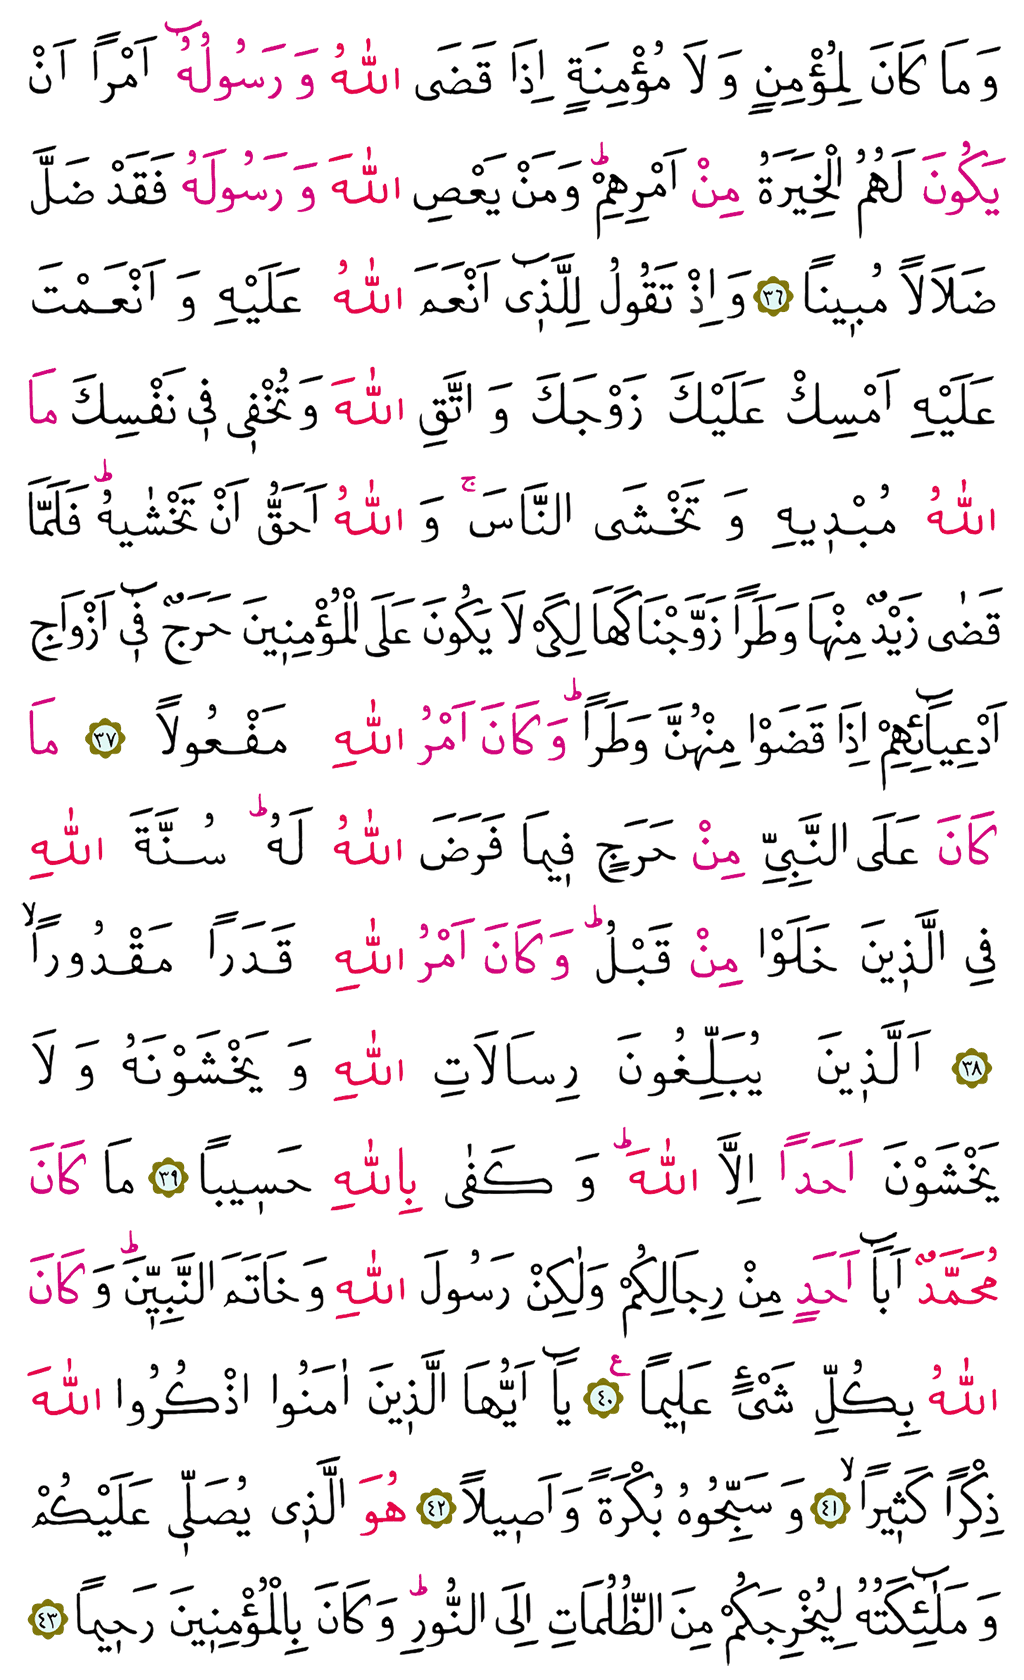 وَمَا كَانَ لِمُؤْمِنٍ وَلَا مُؤْمِنَةٍ اِذَا قَضَى اللّٰهُ وَرَسُولُهُٓ اَمْرًا اَنْ
يَكُونَ لَهُمُ الْخِيَرَةُ مِنْ اَمْرِهِمْۜ وَمَنْ يَعْصِ اللّٰهَ وَرَسُولَهُ فَقَدْ ضَلَّ
ضَلَالًا مُب۪ينًا ﴿٣٦﴾ وَاِذْ تَقُولُ لِلَّذ۪ٓي اَنْعَمَ اللّٰهُ عَلَيْهِ وَاَنْعَمْتَ
عَلَيْهِ اَمْسِكْ عَلَيْكَ زَوْجَكَ وَاتَّقِ اللّٰهَ وَتُخْف۪ي ف۪ي نَفْسِكَ مَا
اللّٰهُ مُبْد۪يهِ وَتَخْشَى النَّاسَۚ وَاللّٰهُ اَحَقُّ اَنْ تَخْشٰيهُۜ فَلَمَّا
قَضٰى زَيْدٌ مِنْهَا وَطَرًا زَوَّجْنَاكَهَا لِكَيْ لَا يَكُونَ عَلَى الْمُؤْمِن۪ينَ حَرَجٌ ف۪ٓي اَزْوَاجِ
اَدْعِيَٓائِهِمْ اِذَا قَضَوْا مِنْهُنَّ وَطَرًاۜ وَكَانَ اَمْرُ اللّٰهِ مَفْعُولًا ﴿٣٧﴾ مَا
كَانَ عَلَى النَّبِيِّ مِنْ حَرَجٍ ف۪يمَا فَرَضَ اللّٰهُ لَهُۜ سُنَّةَ اللّٰهِ
فِي الَّذ۪ينَ خَلَوْا مِنْ قَبْلُۜ وَكَانَ اَمْرُ اللّٰهِ قَدَرًا مَقْدُورًاۙ
﴿٣٨﴾ اَلَّذ۪ينَ يُبَلِّغُونَ رِسَالَاتِ اللّٰهِ وَيَخْشَوْنَهُ وَلَا
يَخْشَوْنَ اَحَدًا اِلَّا اللّٰهَۜ وَكَفٰى بِاللّٰهِ حَس۪يبًا ﴿٣٩﴾ مَا كَانَ
مُحَمَّدٌ اَبَٓا اَحَدٍ مِنْ رِجَالِكُمْ وَلٰكِنْ رَسُولَ اللّٰهِ وَخَاتَمَ النَّبِيّ۪نَۜ وَكَانَ
اللّٰهُ بِكُلِّ شَيْءٍ عَل۪يمًا ﴿٤٠﴾ ع يَٓا اَيُّهَا الَّذ۪ينَ اٰمَنُوا اذْكُرُوا اللّٰهَ
ذِكْرًا كَث۪يرًاۙ ﴿٤١﴾ وَسَبِّحُوهُ بُكْرَةً وَاَص۪يلًا ﴿٤٢﴾ هُوَ الَّذ۪ي يُصَلّ۪ي عَلَيْكُمْ
وَمَلٰٓئِكَتُهُ لِيُخْرِجَكُمْ مِنَ الظُّلُمَاتِ اِلَى النُّورِۜ وَكَانَ بِالْمُؤْمِن۪ينَ رَح۪يمًا ﴿٤٣﴾